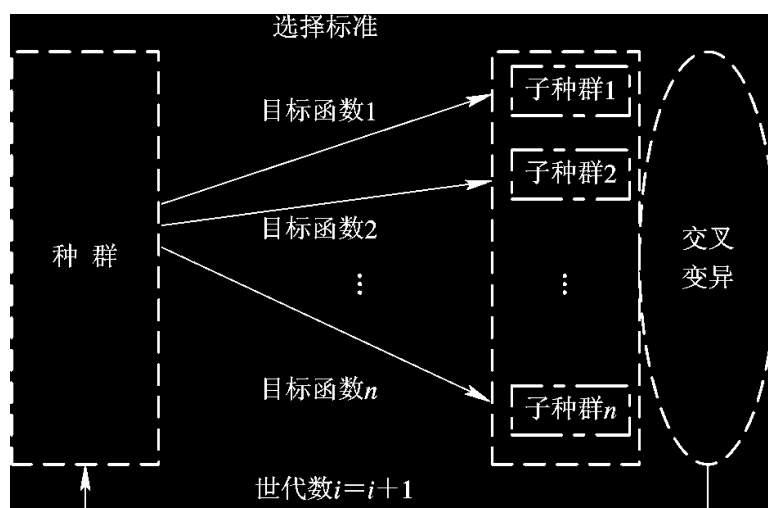 选择标准
目标函数1
子种群1
子种群2
目标函数2
种 群
交叉
变异
⋮
⋮
目标函数n
子种群n
世代数i=i+1